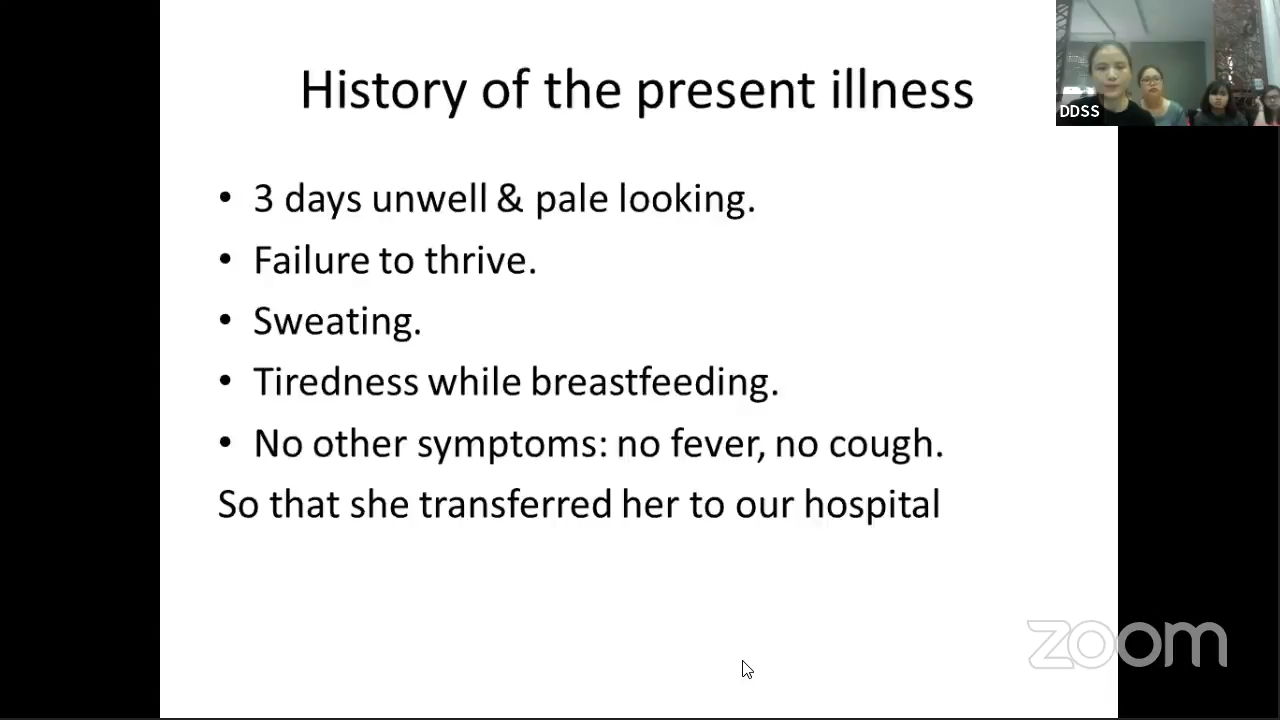 History of the present illness
DDSS
• 3 days unwell & pale looking.
• Failure to thrive.
• Sweating.
• Tiredness while breastfeeding.
• No other symptoms: no fever, no cough.
So that she transferred her to our hospital
zoom